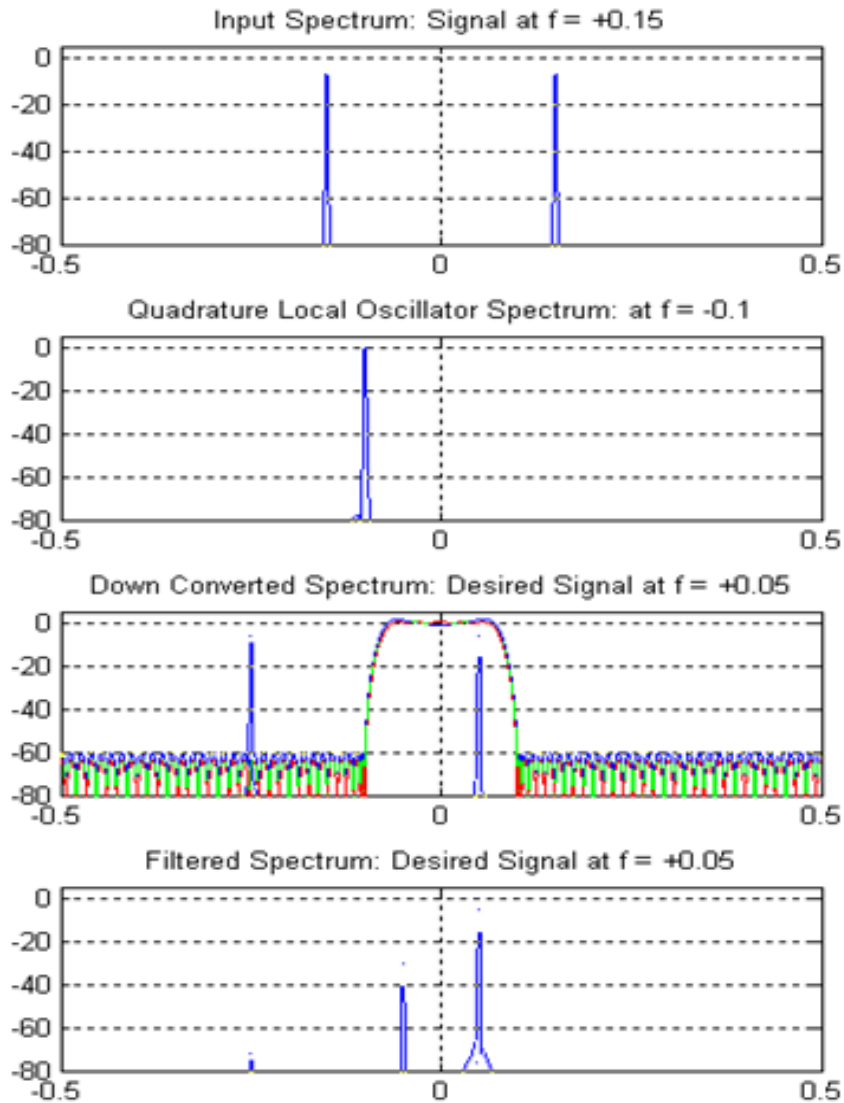 Input Spectrum: Signal at f = +0.15
0
-20
-40
-60
-80
-0.5 0 0.5
Quadrature Local Oscillator Spectrum: at f = -0.1
0
-20
-40
-60
-80
-0.5 0 0.5
Down Converted Spectrum: Desired Signal at f = +0.05
0
-20
-40
-60
-80
-0.5 0 0.5
Filtered Spectrum: Desired Signal at f = +0.05
0
-20
-40
-60
-80
-0.5 0 0.5